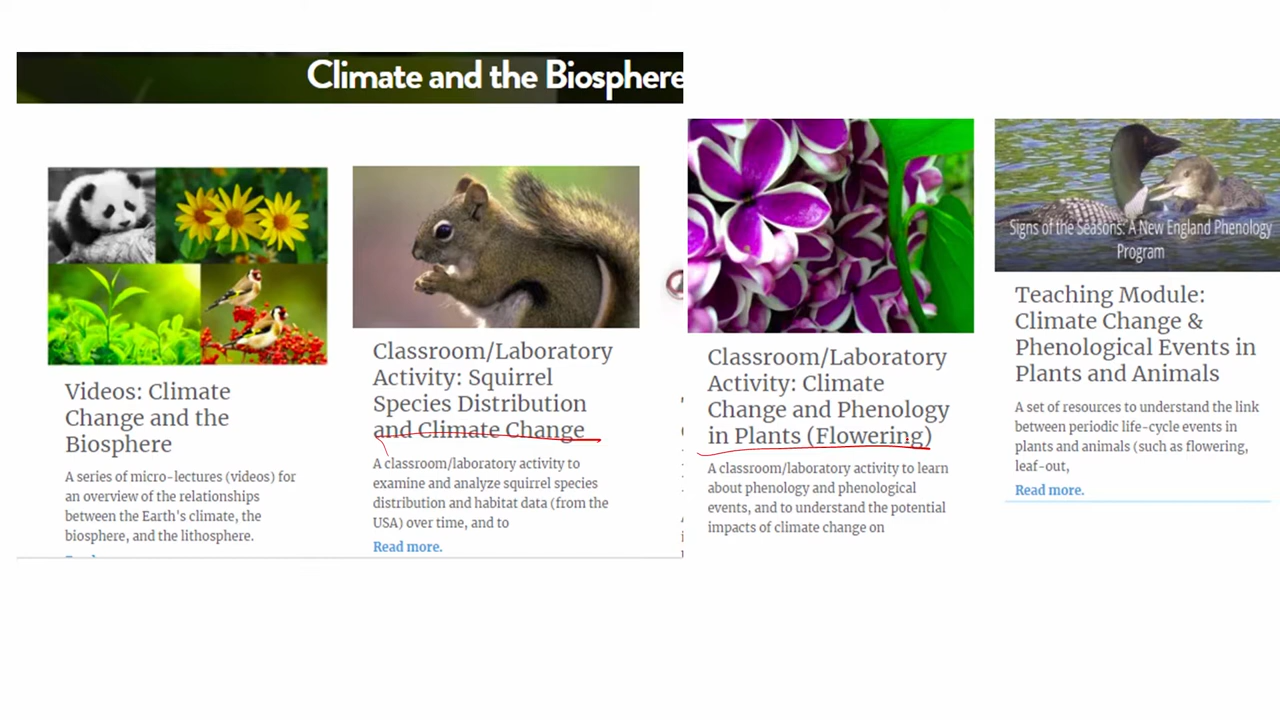 Climate and the Biosphere
Videos: Climate
Change and the
Biosphere
A series of micro-lectures (videos) for
an overview of the relationships
between the Earth's climate, the
biosphere, and the lithosphere.
Classroom/Laboratory
Activity: Squirrel
Species Distribution
and Climate Change
A classroom/laboratory activity to
examine and analyze squirrel species
distribution and habitat data (from the
USA) over time, and to
Read more.
Classroom/Laboratory
Activity: Climate
Change and Phenology
in Plants (Flowering)
A classroom/laboratory activity to learn
about phenology and phenological
events, and to understand the potential
impacts of climate change on
Signs of the Seasons: A New England Phenology
Program
Teaching Module:
Climate Change &
Phenological Events in
Plants and Animals
A set of resources to understand the link
between periodic life-cycle events in
plants and animals (such as flowering,
leaf-out,
Read more.